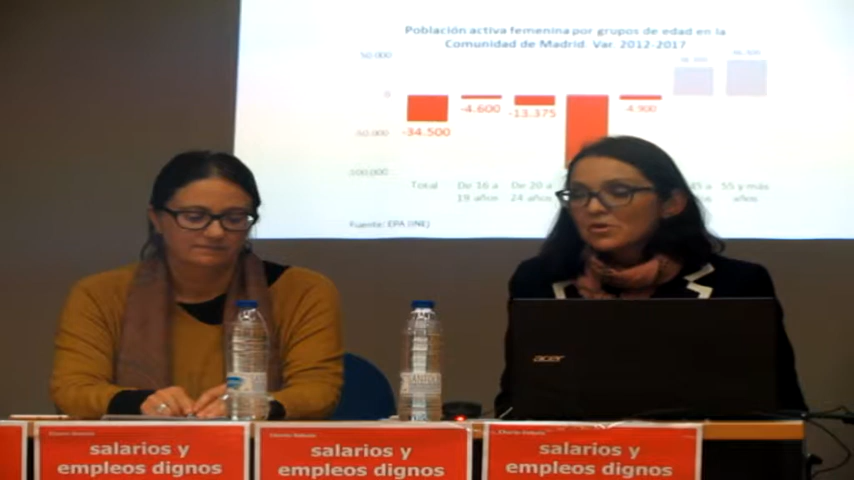 Población activa femenina por grupos de edad en la
Comunidad de Madrid. Var. 2012-2017
50.000
0
-50.000
-34.500
-4.600
-13.375
-4.900
Total
De 16 a
19 años
De 20 a
24 años
55 y más
años
Fuente: EPA (INE)
acer
salarios y
empleos dignos
salarios y
empleos dignos
salarios y
empleos dignos